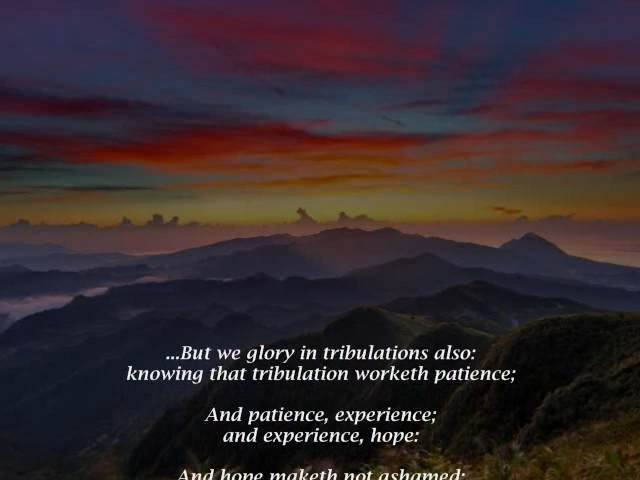 ...But we glory in tribulations also:
knowing that tribulation worketh patience;
And patience, experience;
and experience, hope:
And hope maketh not ashamed;